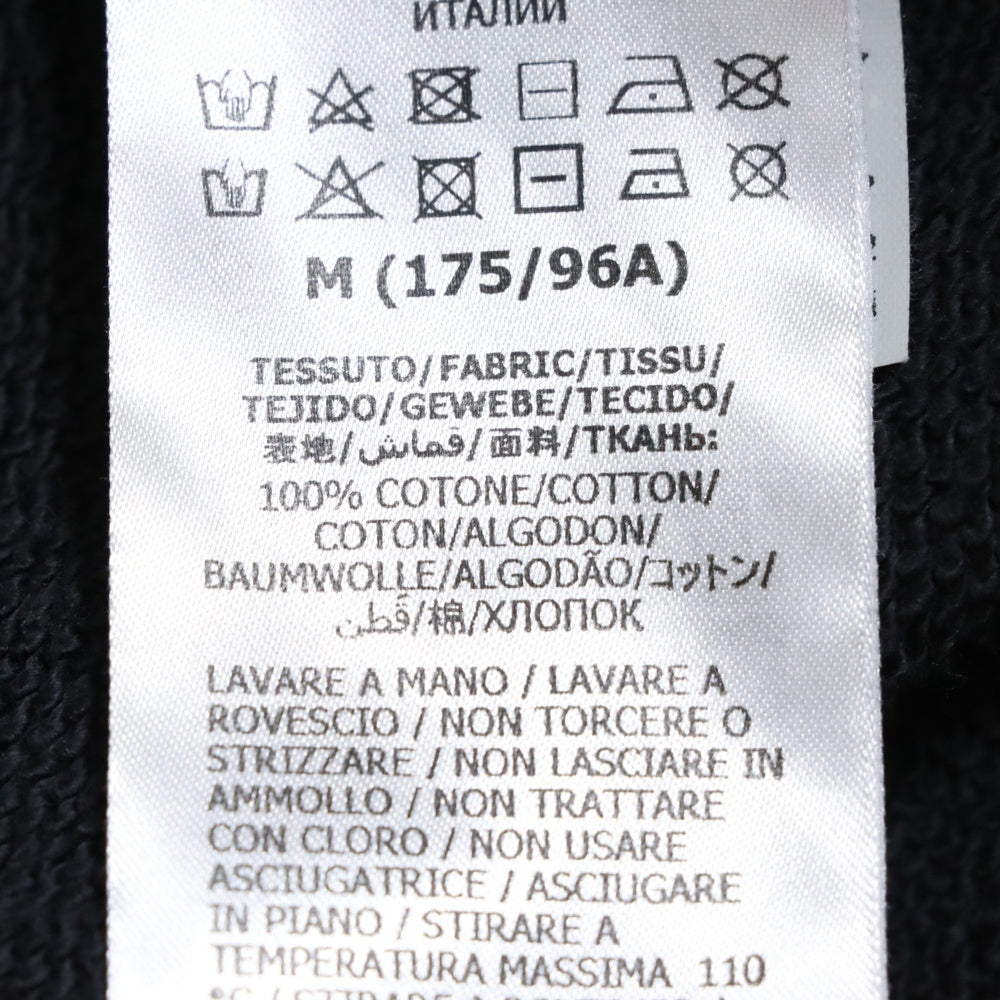 ИТАЛИИ
M (175/96A)
TESSUTO/FABRIC/TISSU/
TEJIDO/GEWEBE/TECIDO/
表地/قماش/面料/ТКАНЬ:
100% COTONE/COTTON/
COTON/ALGODON/
BAUMWOLLE/ALGODÃO/コットン/
قطن/棉/ХЛОПОК
LAVARE A MANO / LAVARE A
ROVESCIO / NON TORCERE O
STRIZZARE / NON LASCIARE IN
AMMOLLO / NON TRATTARE
CON CLORO / NON USARE
ASCIUGATRICE / ASCIUGARE
IN PIANO / STIRARE A
TEMPERATURA MASSIMA 110